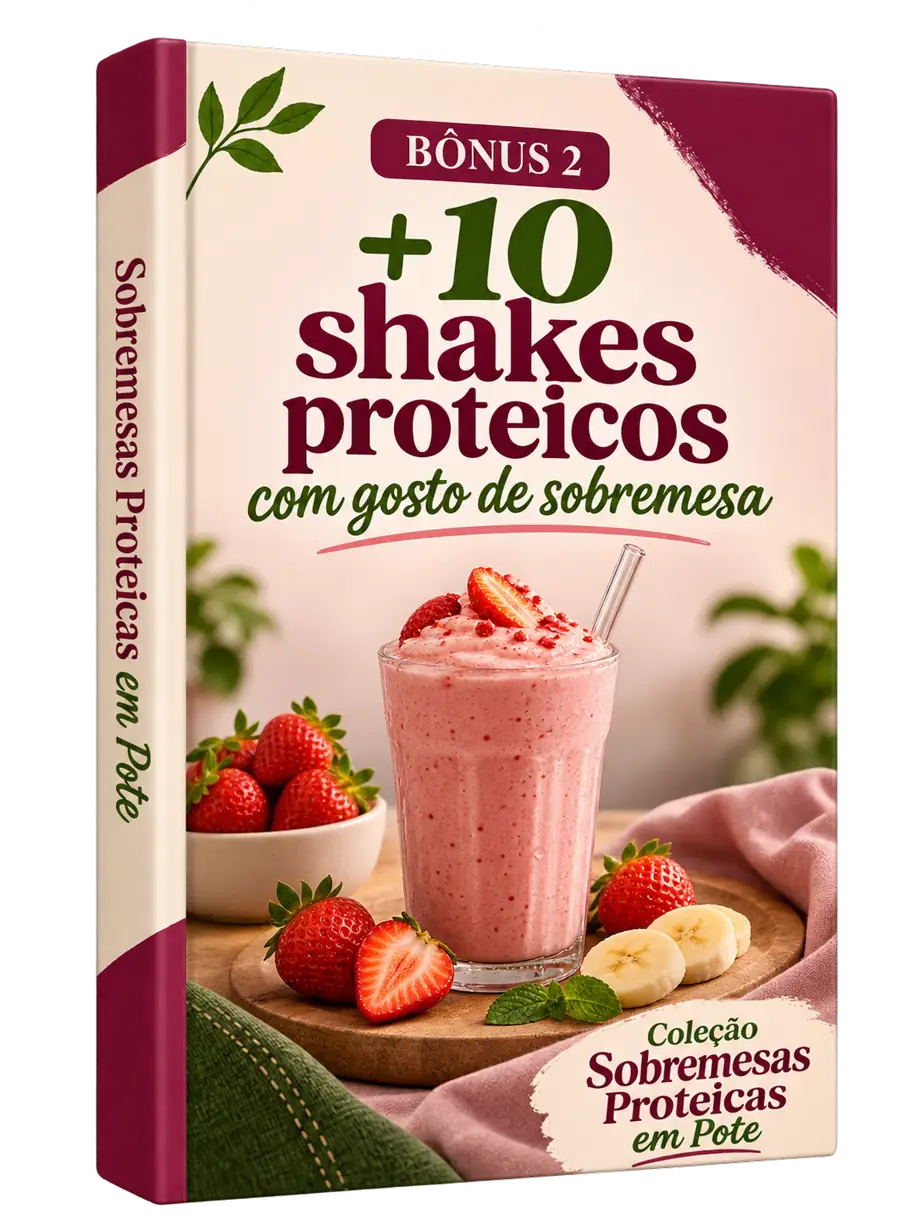 BÔNUS 2
+10
shakes
proteicos
com gosto de sobremesa
Sobremesas Proteicas em Pote
Coleção
Sobremesas
Proteicas
em Pote